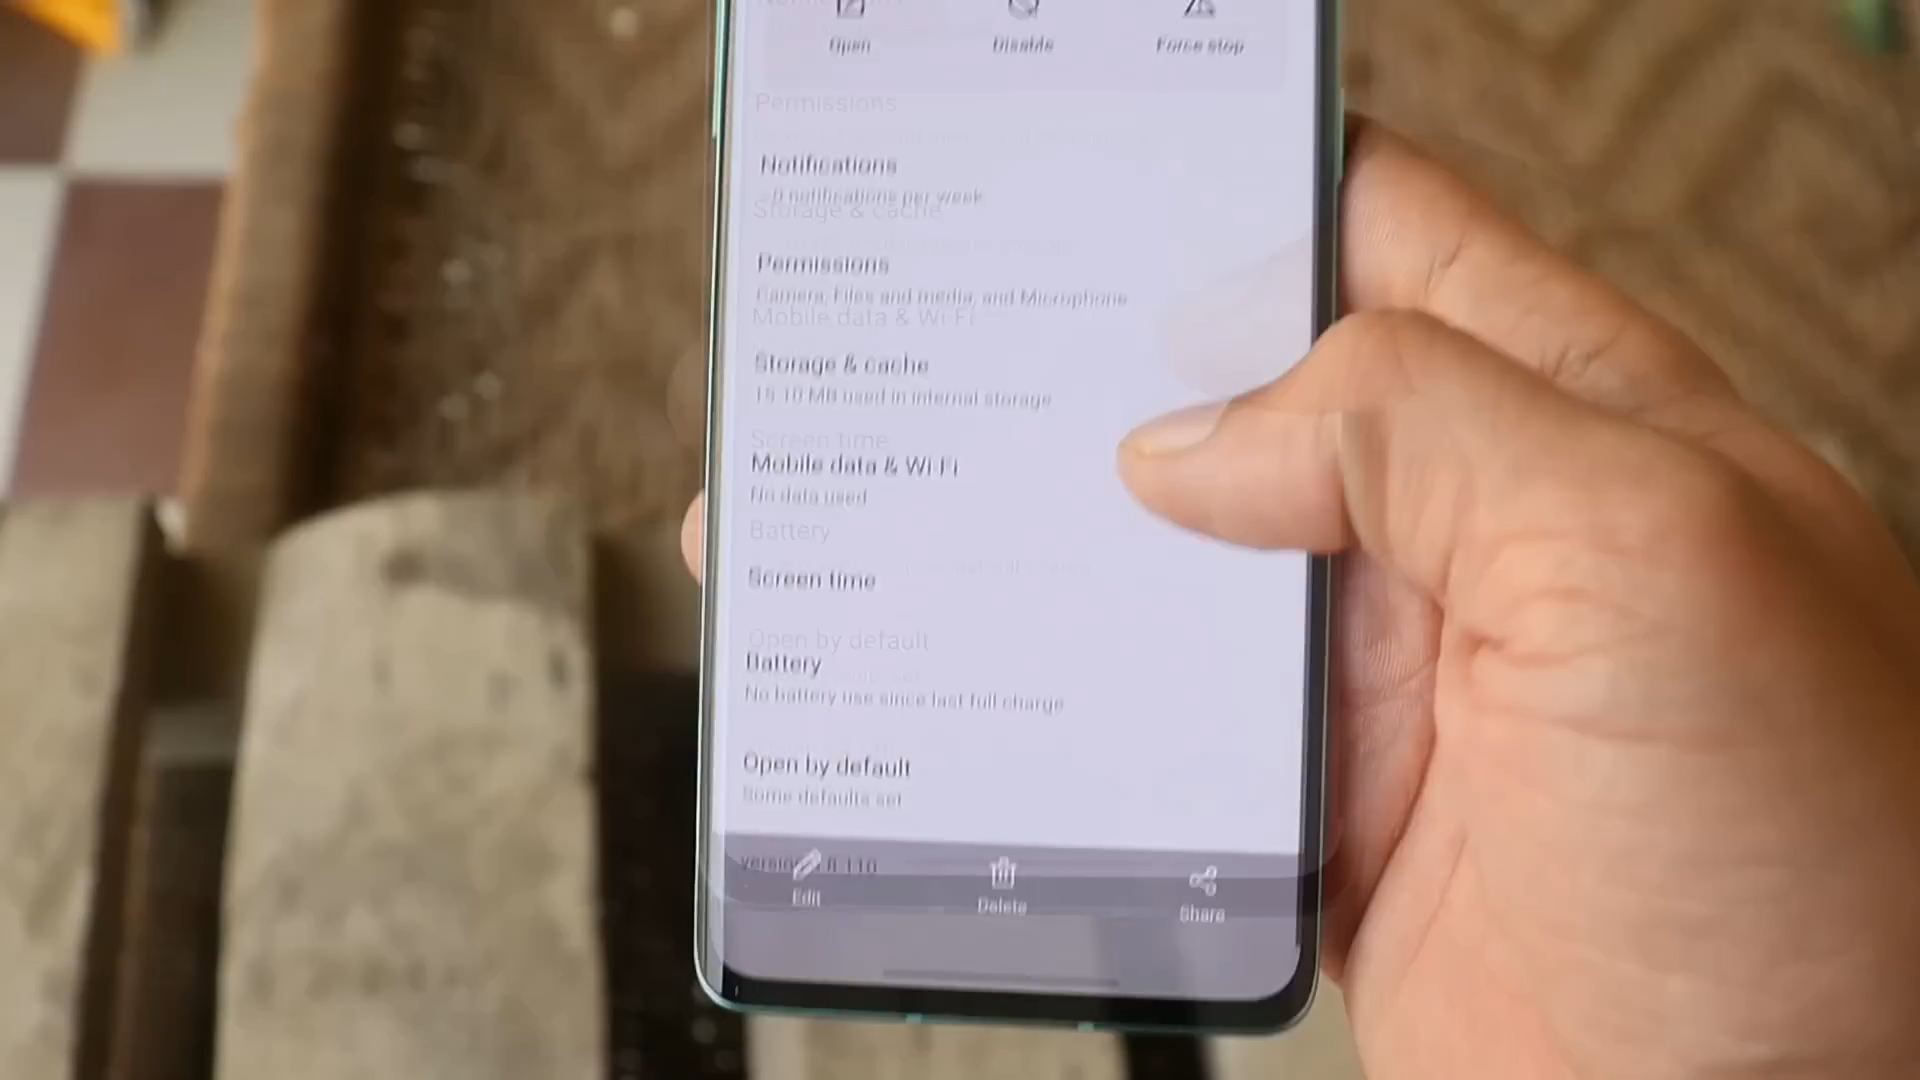 Open Disable Force stop
Permissions
Notifications
~0 notifications per week
Storage & cache
Permissions
Camera, Files and media, and Microphone
Mobile data & Wi-Fi
Storage & cache
15.10 MB used in internal storage
Screen time
Mobile data & Wi-Fi
No data used
Battery
Screen time
Open by default
Battery
No battery use since last full charge
Open by default
Some defaults set
Edit Delete Share